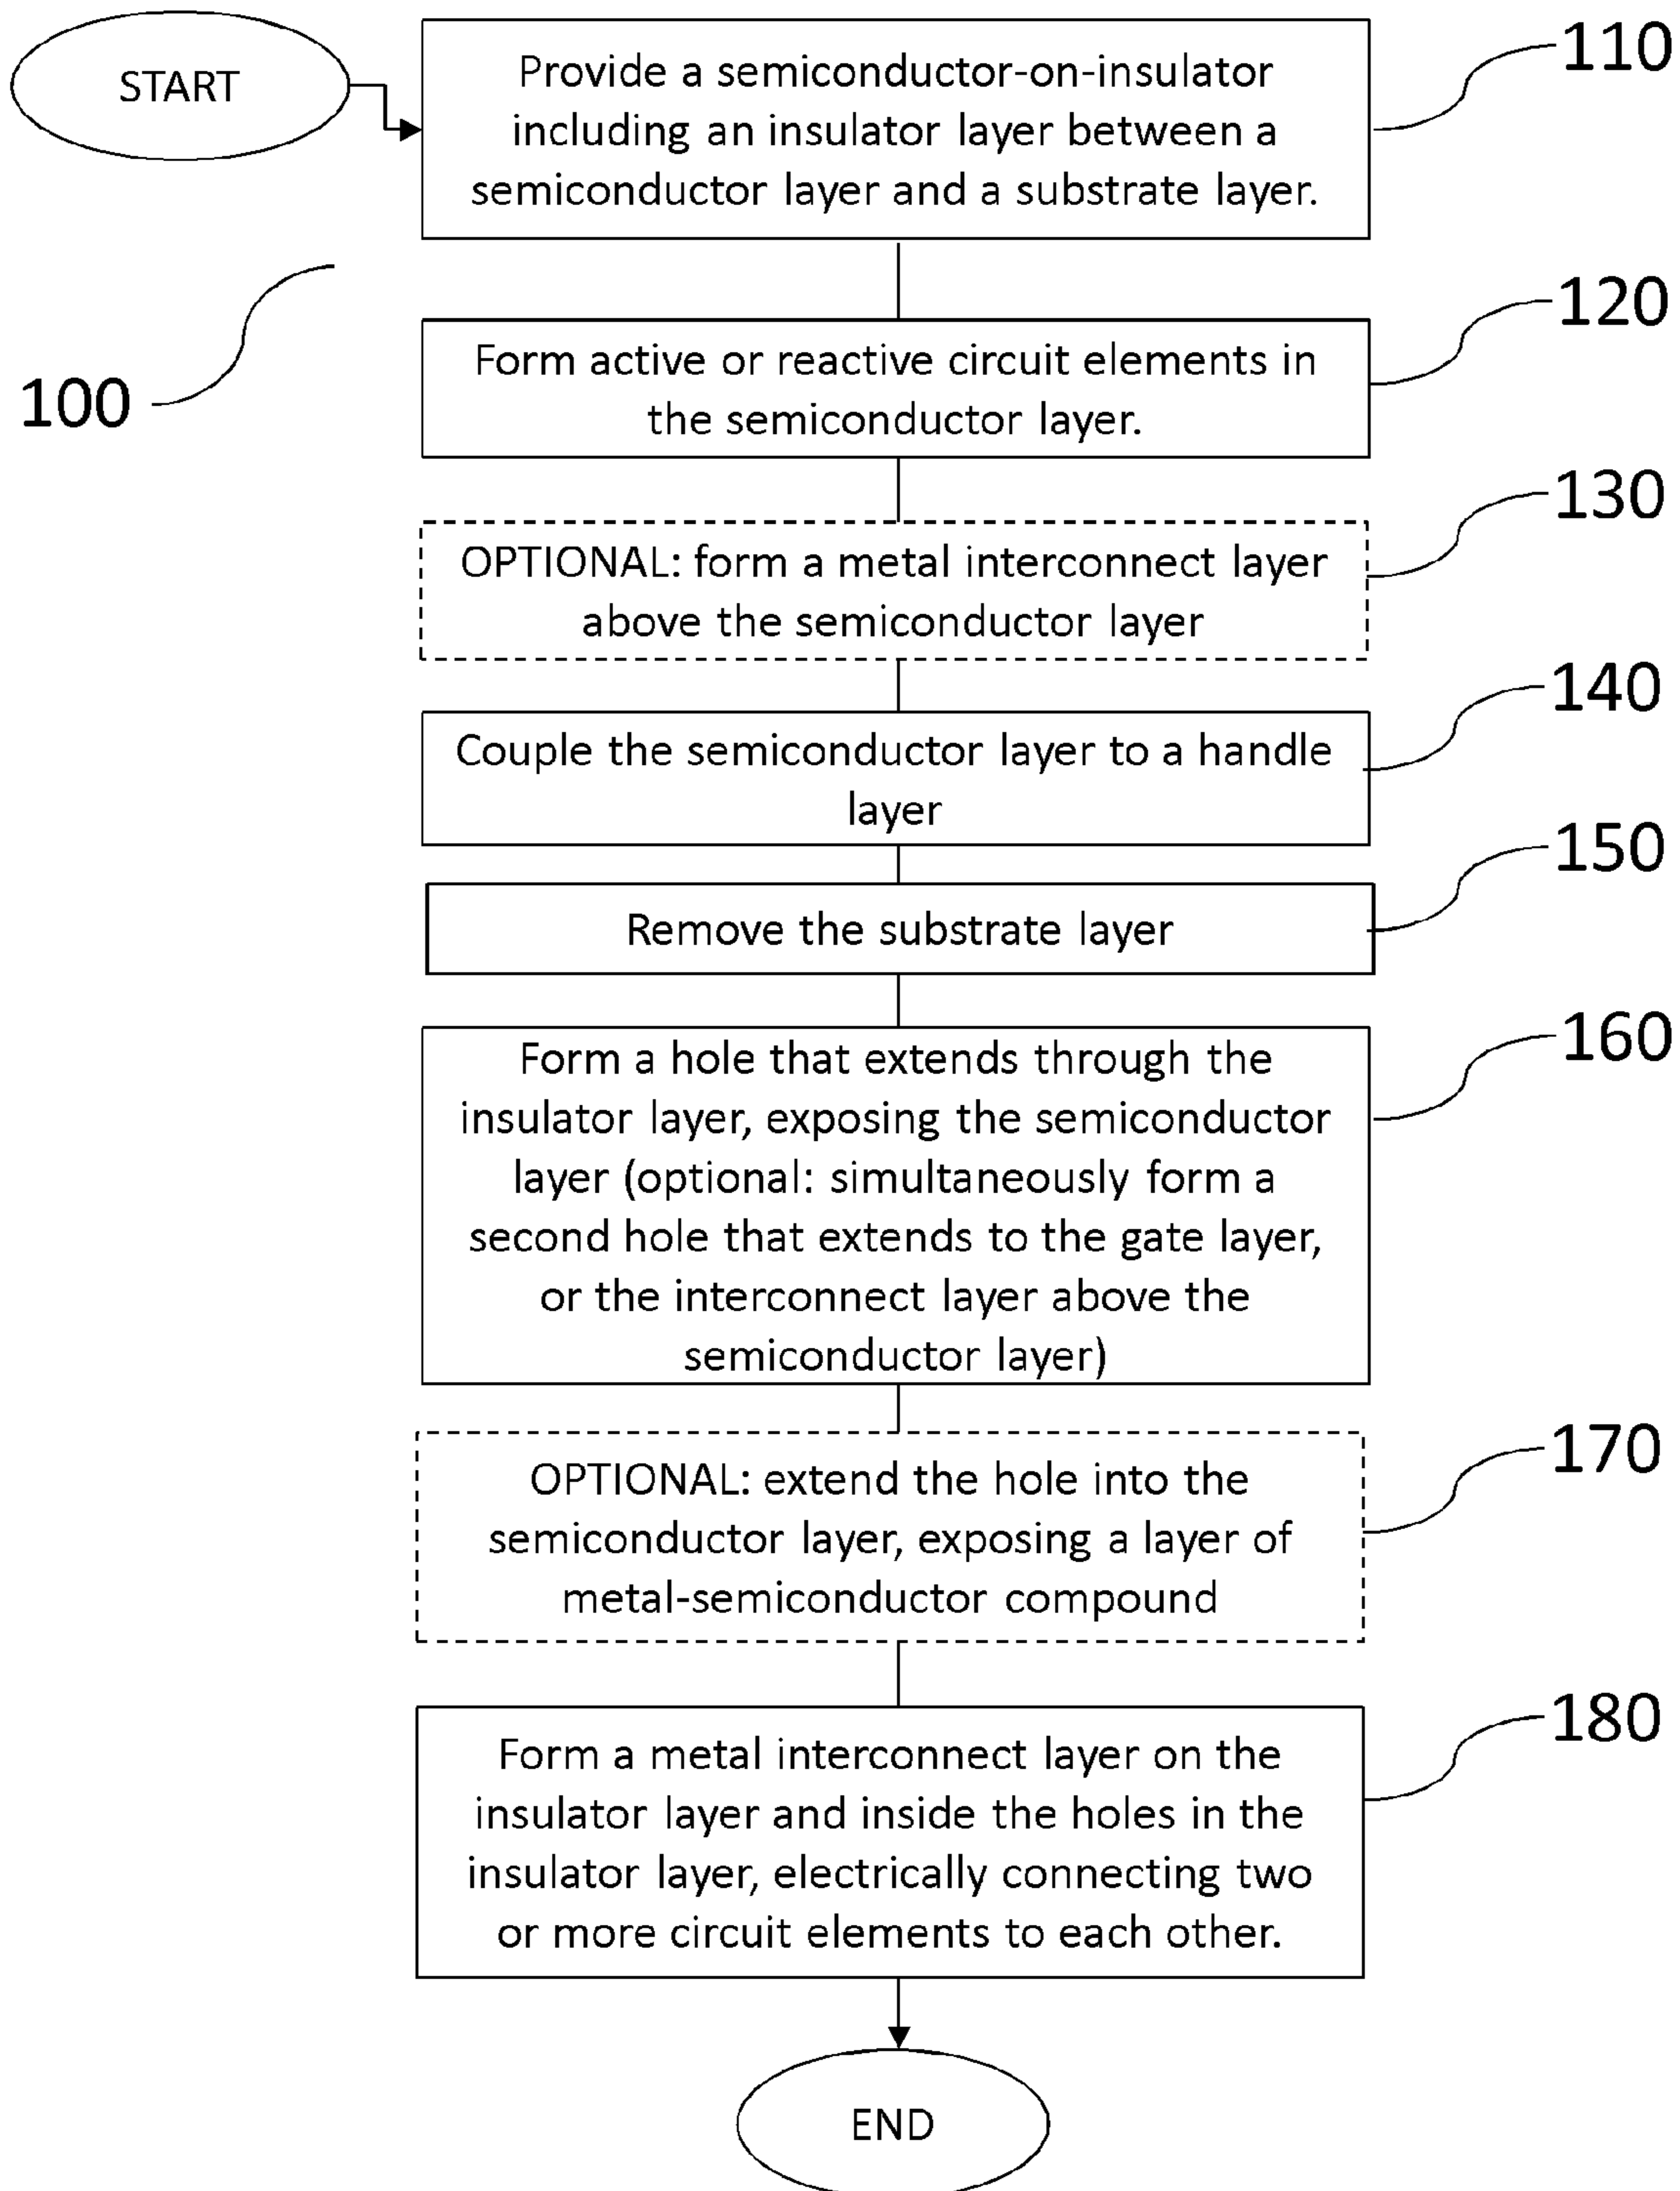 START
Provide a semiconductor-on-insulator
including an insulator layer between a
semiconductor layer and a substrate layer.
110
100
Form active or reactive circuit elements in
the semiconductor layer.
120
OPTIONAL: form a metal interconnect layer
above the semiconductor layer
130
Couple the semiconductor layer to a handle
layer
140
Remove the substrate layer
150
Form a hole that extends through the
insulator layer, exposing the semiconductor
layer (optional: simultaneously form a
second hole that extends to the gate layer,
or the interconnect layer above the
semiconductor layer)
160
OPTIONAL: extend the hole into the
semiconductor layer, exposing a layer of
metal-semiconductor compound
170
Form a metal interconnect layer on the
insulator layer and inside the holes in the
insulator layer, electrically connecting two
or more circuit elements to each other.
180
END